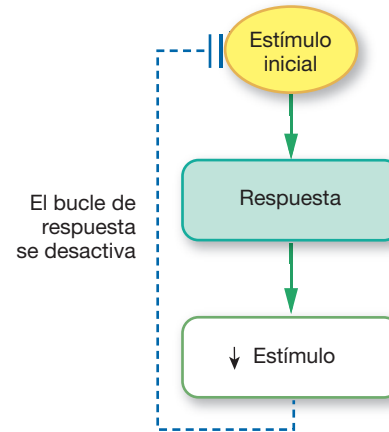 Estímulo
inicial
Respuesta
El bucle de
respuesta
se desactiva
↓ Estímulo